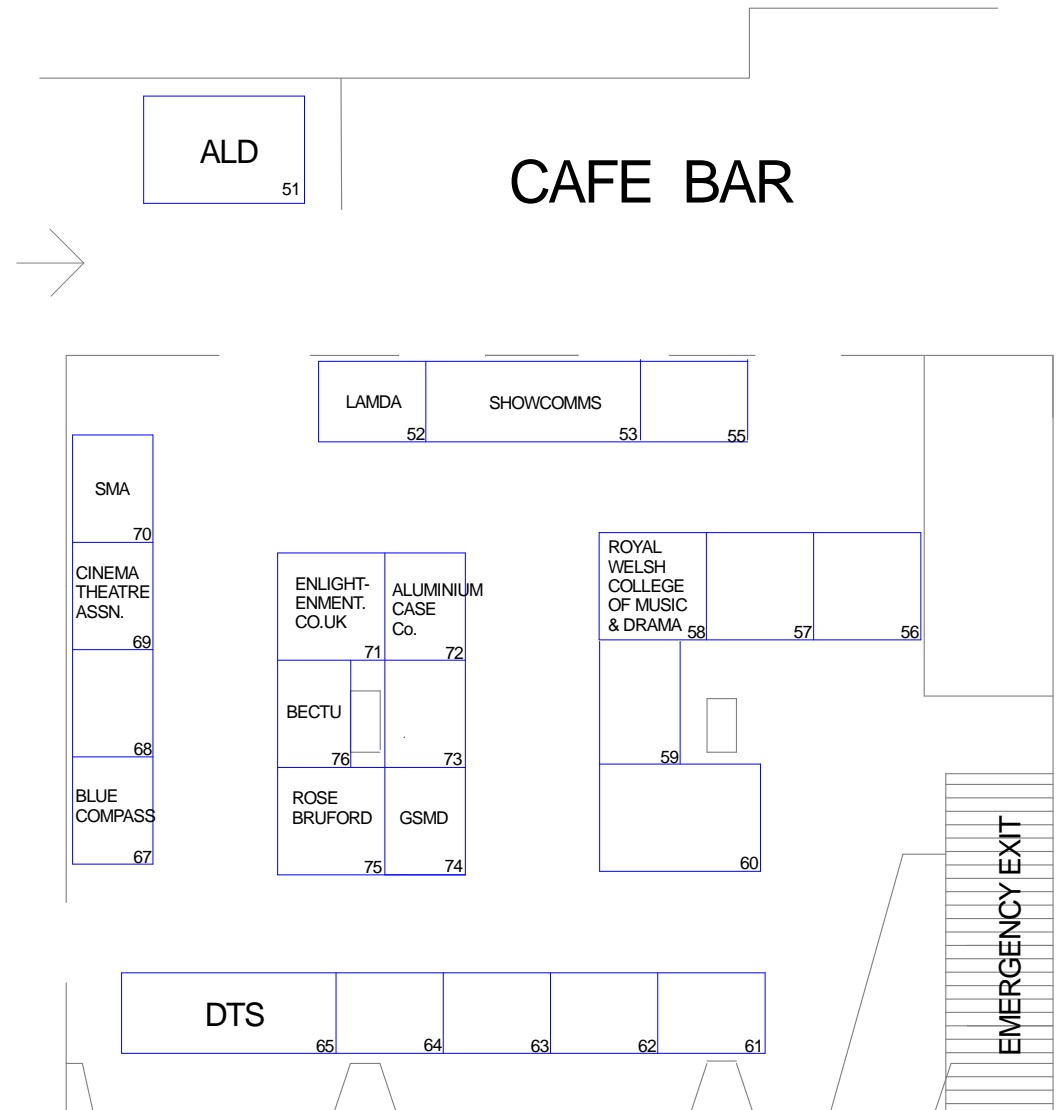 ALD
51
CAFE BAR
LAMDA
52
SHOWCOMMS
53
55
SMA
70
CINEMA
THEATRE
ASSN.
69
68
BLUE
COMPASS
67
ENLIGHT-
ENMENT.
CO.UK
71
ALUMINIUM
CASE
Co.
72
BECTU
76
73
ROSE
BRUFORD
75
GSMD
74
ROYAL
WELSH
COLLEGE
OF MUSIC
& DRAMA
58
57
56
59
60
EMERGENCY EXIT
DTS
65
64
63
62
61